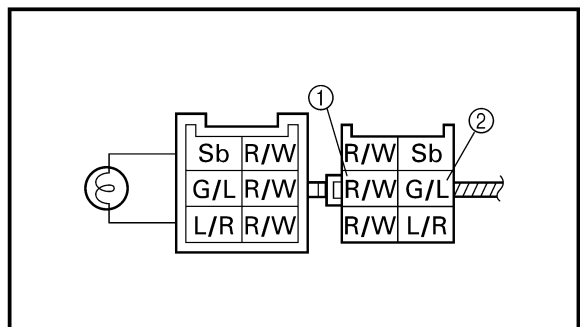 ① ②
Sb R/W R/W Sb
G/L R/W R/W G/L
L/R R/W R/W L/R